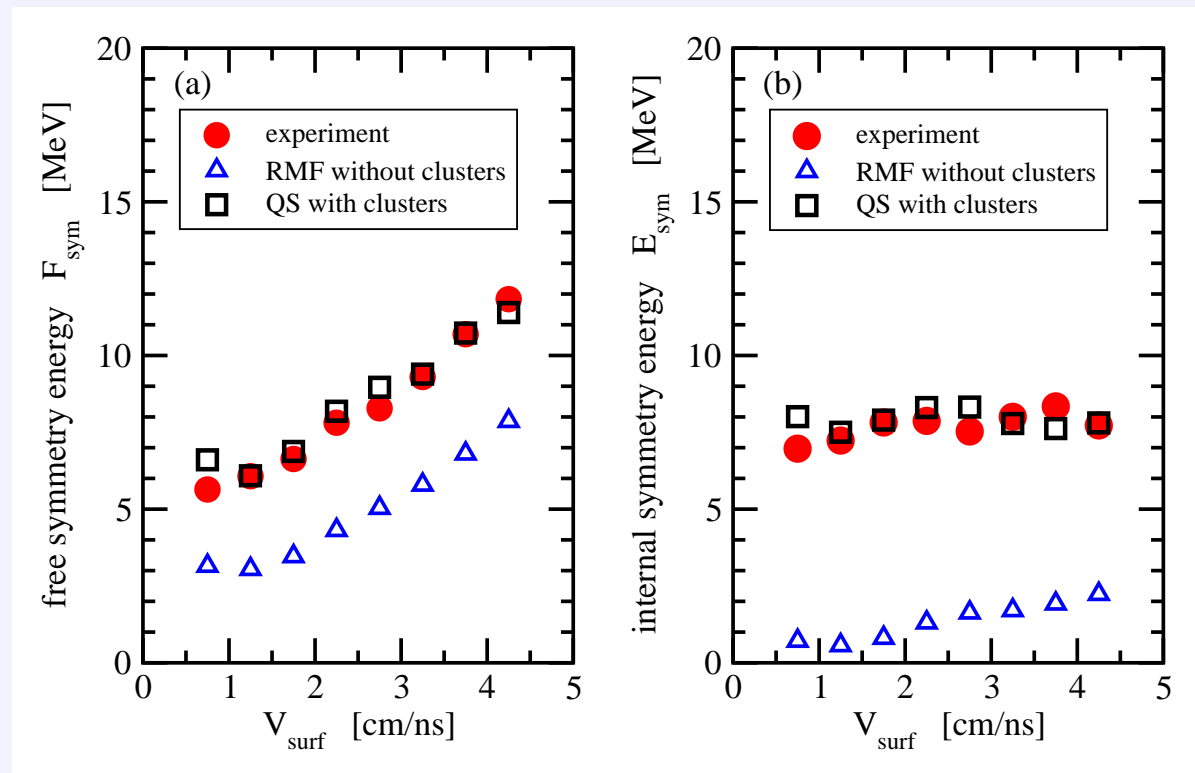 20
15
10
5
0
free symmetry energy F_sym [MeV]
(a)
experiment
RMF without clusters
QS with clusters
0 1 2 3 4 5
V_surf [cm/ns]
20
15
10
5
0
internal symmetry energy E_sym [MeV]
(b)
experiment
RMF without clusters
QS with clusters
0 1 2 3 4 5
V_surf [cm/ns]